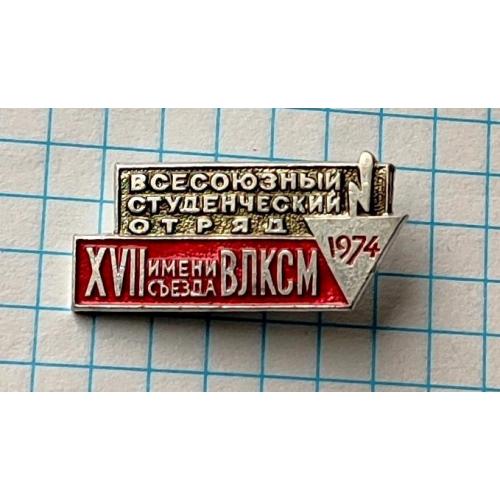 ВСЕСОЮЗНЫЙ
СТУДЕНЧЕСКИЙ
ОТРЯД
1974
XVII ИМЕНИ СЪЕЗДА ВЛКСМ